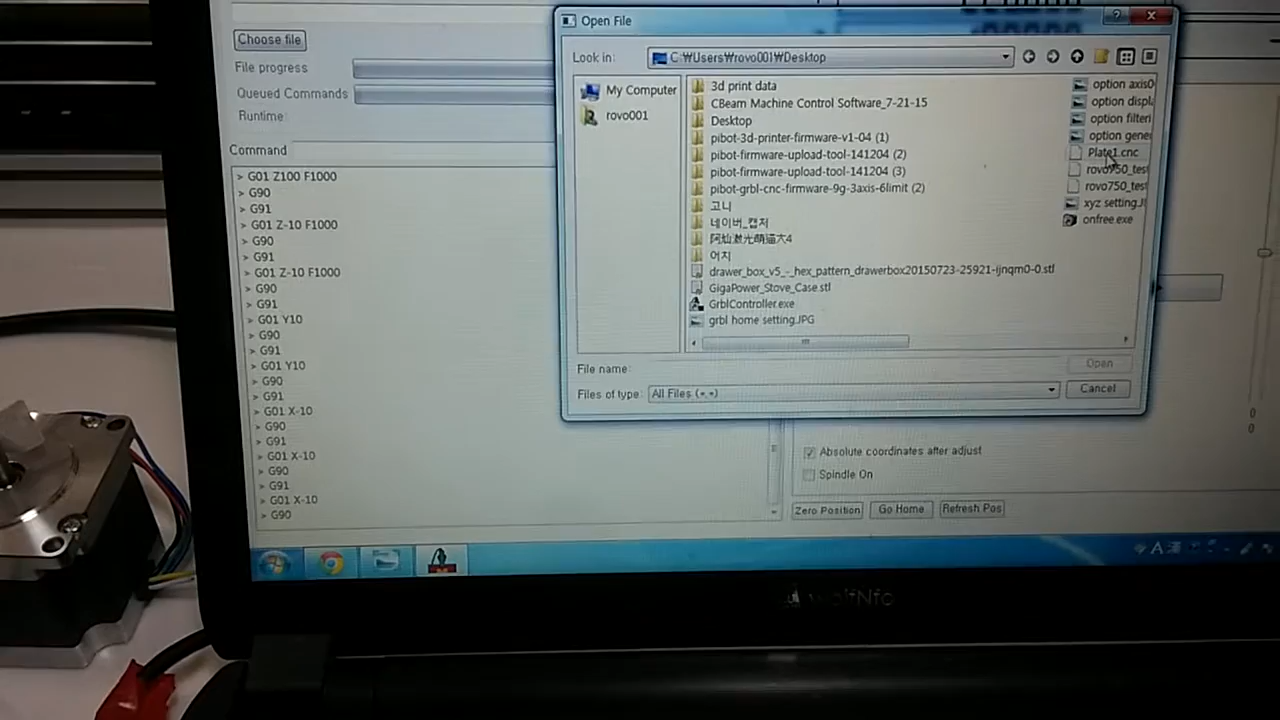 Open File
Choose file
File progress
Queued Commands
Runtime
Command
> G01 Z100 F1000
> G90
> G91
> G01 Z-10 F1000
> G90
> G91
> G01 Z-10 F1000
> G90
> G91
> G01 Y10
> G90
> G91
> G01 Y10
> G90
> G91
> G01 X-10
> G90
> G91
> G01 X-10
> G90
> G91
> G01 X-10
> G90
Look in:
C:₩Users₩rovo001₩Desktop
My Computer
rovo001
3d print data
CBeam Machine Control Software_7-21-15
Desktop
pibot-3d-printer-firmware-v1-04 (1)
pibot-firmware-upload-tool-141204 (2)
pibot-firmware-upload-tool-141204 (3)
pibot-grbl-cnc-firmware-9g-3axis-6limit (2)
고니
네이버_캡처
어치
drawer_box_v5_-_hex_pattern_drawerbox20150723-25921-ijnqm0-0.stl
GigaPower_Stove_Case.stl
GrblController.exe
grbl home setting.JPG
option axis0
option displ
option filteri
option gene
Plate1.cnc
rovo750_test
rovo750_test
xyz setting.J
onfree.exe
File name:
Open
Files of type:
All Files (*.*)
Cancel
0
0
Absolute coordinates after adjust
Spindle On
Zero Position
Go Home
Refresh Pos
A